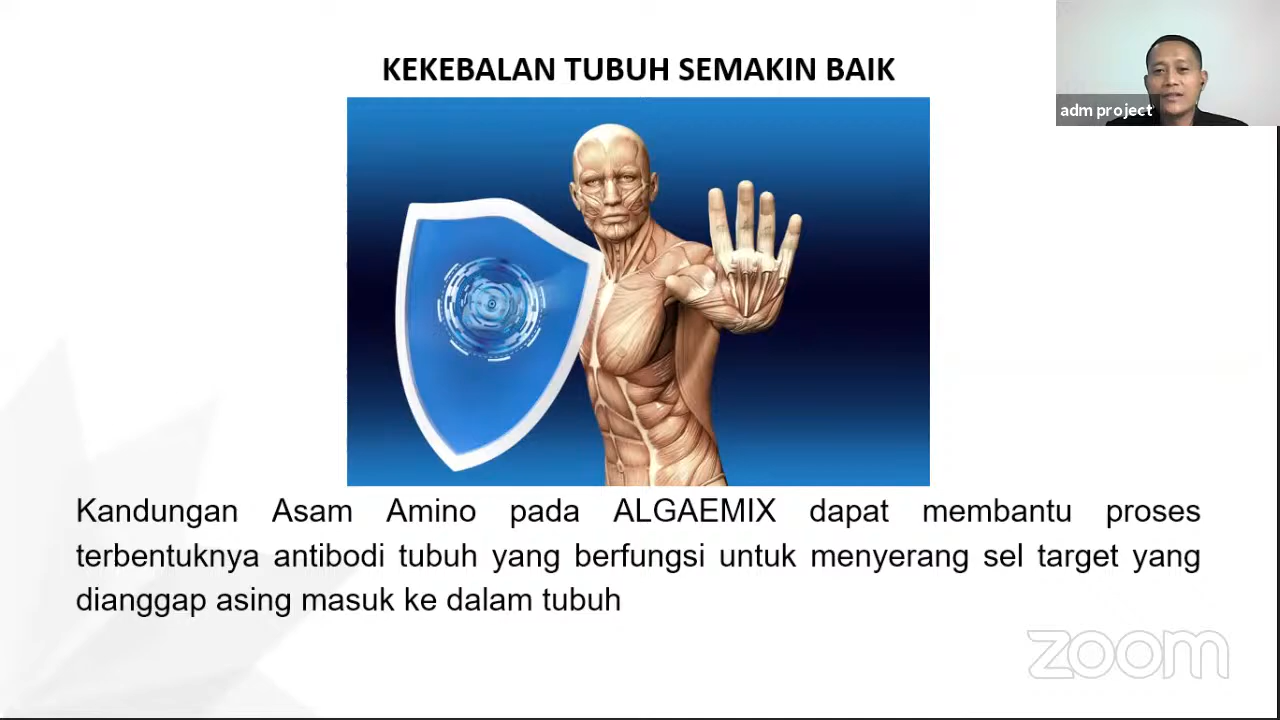 KEKEBALAN TUBUH SEMAKIN BAIK
adm project
Kandungan Asam Amino pada ALGAEMIX dapat membantu proses
terbentuknya antibodi tubuh yang berfungsi untuk menyerang sel target yang
dianggap asing masuk ke dalam tubuh
zoom